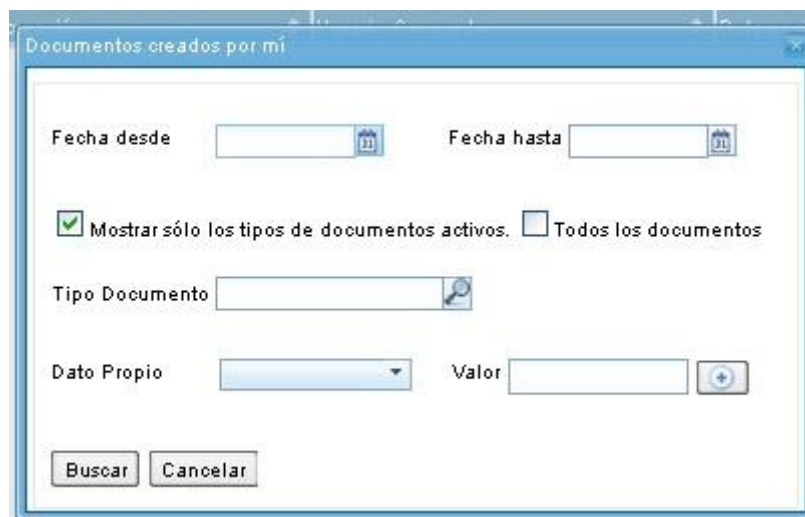 Documentos creados por mí
Fecha desde Fecha hasta
Mostrar sólo los tipos de documentos activos. Todos los documentos
Tipo Documento
Dato Propio Valor
Buscar Cancelar